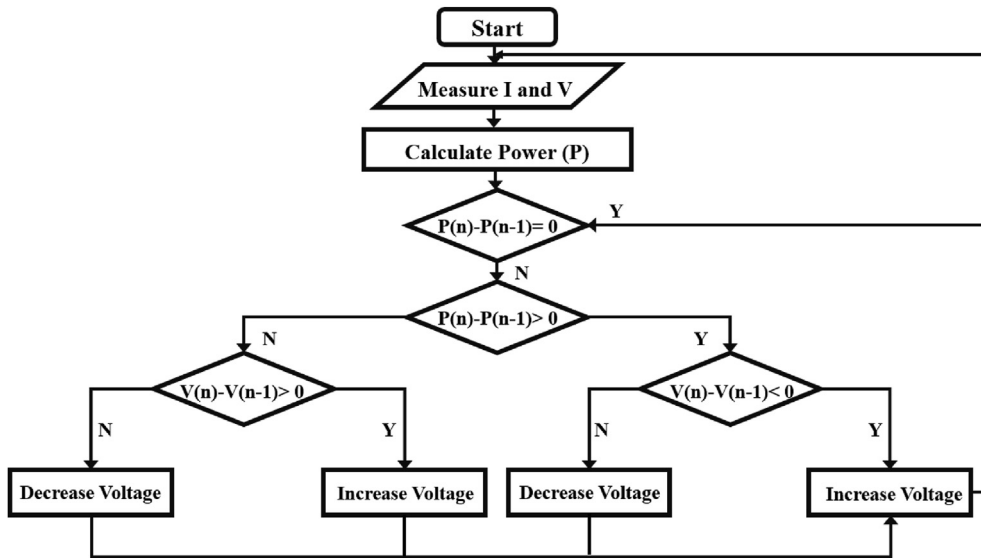 Start
Measure I and V
Calculate Power (P)
P(n)-P(n-1)= 0
Y
N
P(n)-P(n-1)> 0
N
Y
V(n)-V(n-1)> 0
V(n)-V(n-1)< 0
N
Y
N
Y
Decrease Voltage
Increase Voltage
Decrease Voltage
Increase Voltage